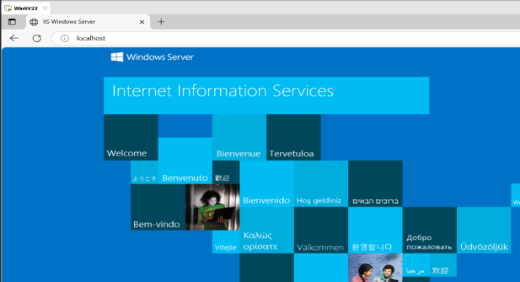 WinSV22
IIS Windows Server
localhost
Windows Server
Internet Information Services
Welcome
Bienvenue
Tervetuloa
ようこそ
Benvenuto
歓迎
Bienvenido
Hoş geldiniz
ברוכים הבאים
Bem-vindo
Vítejte
Καλώς
ορίσατε
Välkommen
환영합니다
Добро
пожаловать
Üdvözöljük
مرحبا
欢迎